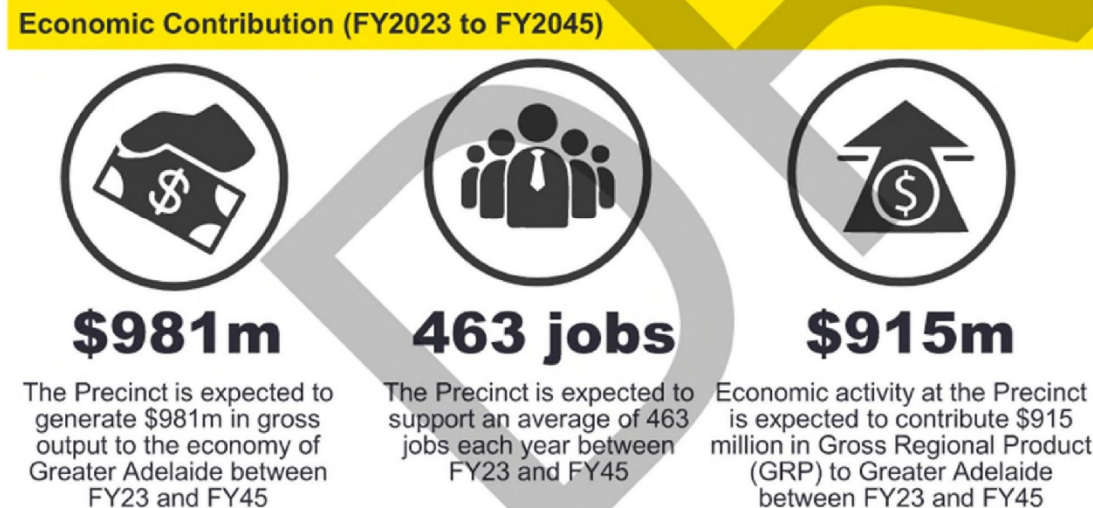 Economic Contribution (FY2023 to FY2045)
$
$
$981m
The Precinct is expected to
generate $981m in gross
output to the economy of
Greater Adelaide between
FY23 and FY45
463 jobs
The Precinct is expected to
support an average of 463
jobs each year between
FY23 and FY45
$915m
Economic activity at the Precinct
is expected to contribute $915
million in Gross Regional Product
(GRP) to Greater Adelaide
between FY23 and FY45